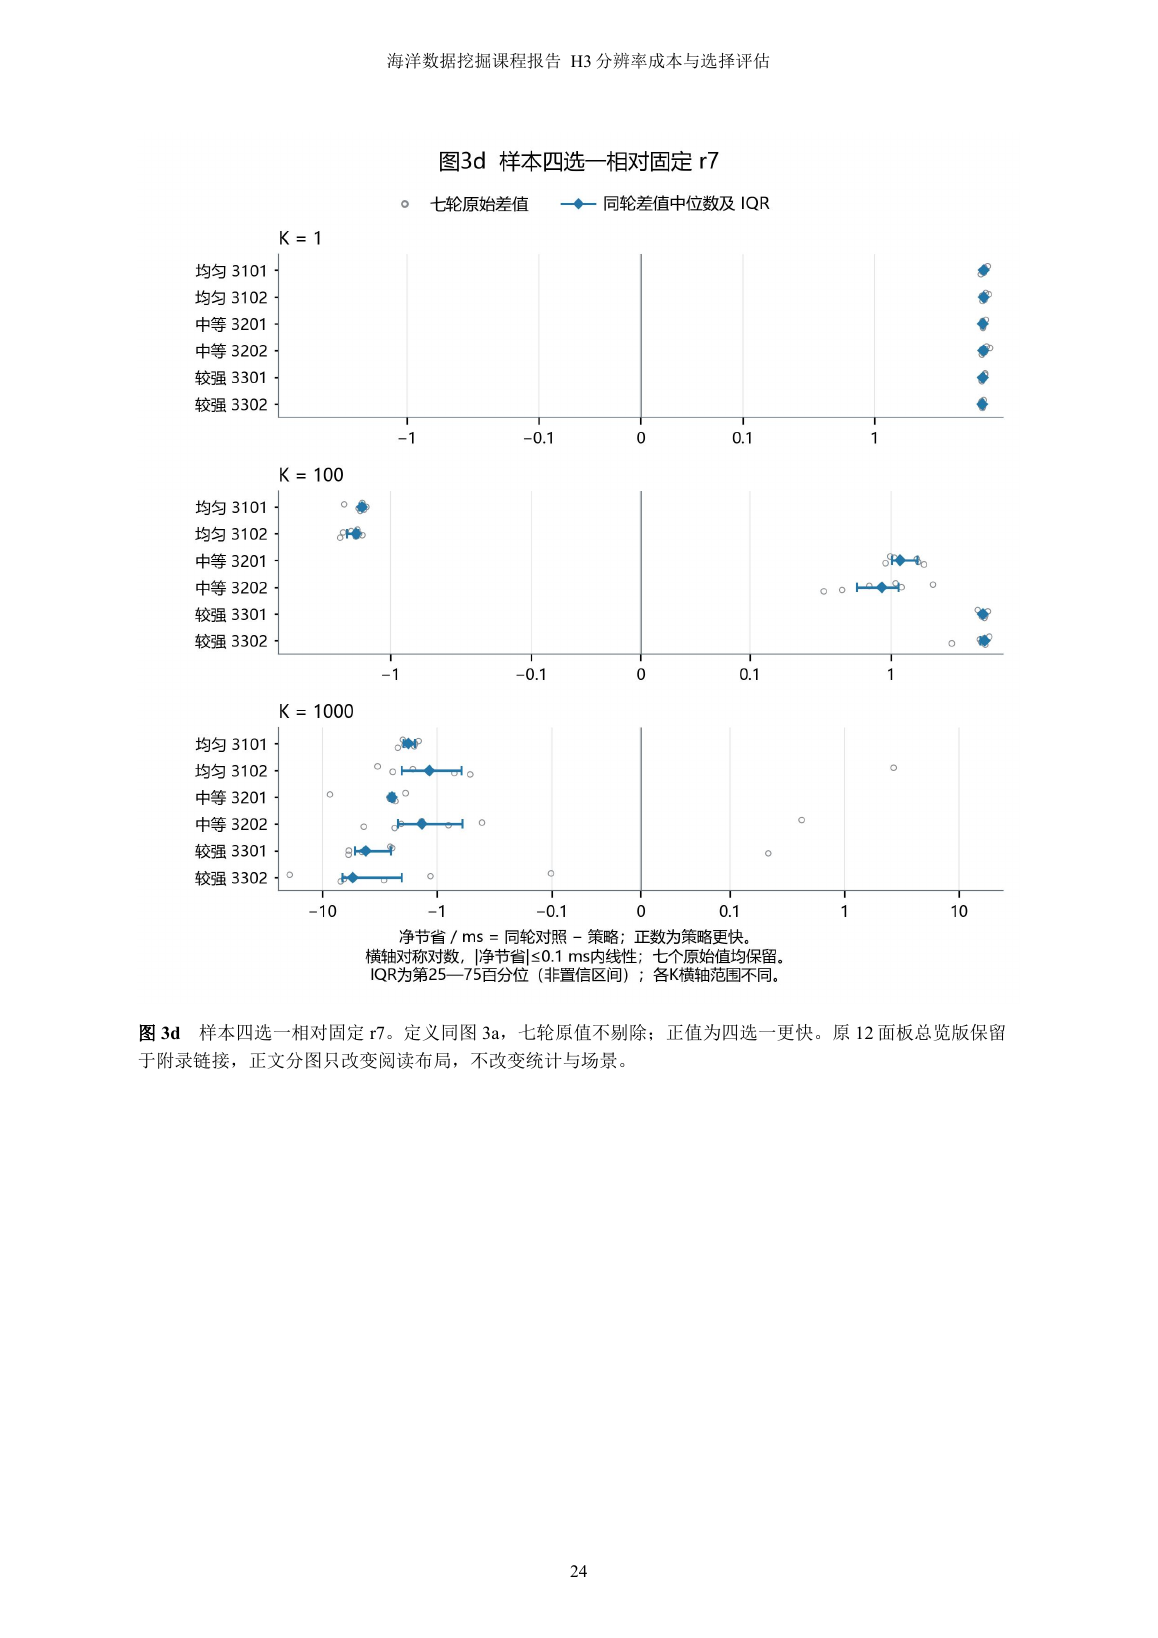 海洋数据挖掘课程报告 H3 分辨率成本与选择评估
图3d 样本四选一相对固定 r7
七轮原始差值 同轮差值中位数及 IQR
K = 1
均匀 3101
均匀 3102
中等 3201
中等 3202
较强 3301
较强 3302
−1 −0.1 0 0.1 1
K = 100
均匀 3101
均匀 3102
中等 3201
中等 3202
较强 3301
较强 3302
−1 −0.1 0 0.1 1
K = 1000
均匀 3101
均匀 3102
中等 3201
中等 3202
较强 3301
较强 3302
−10 −1 −0.1 0 0.1 1 10
净节省 / ms = 同轮对照 − 策略；正数为策略更快。
横轴对称对数，|净节省|≤0.1 ms内线性；七个原始值均保留。
IQR为第25—75百分位（非置信区间）；各K横轴范围不同。
图 3d 样本四选一相对固定 r7。定义同图 3a，七轮原值不剔除；正值为四选一更快。原 12 面板总览版保留
于附录链接，正文分图只改变阅读布局，不改变统计与场景。
24